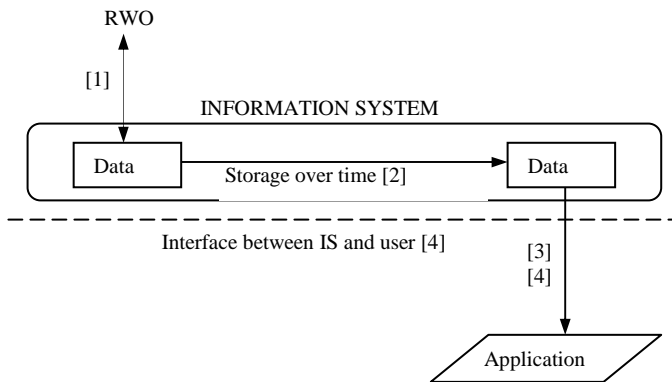 RWO
[1]
INFORMATION SYSTEM
Data
Data
Storage over time [2]
Interface between IS and user [4]
[3]
[4]
Application